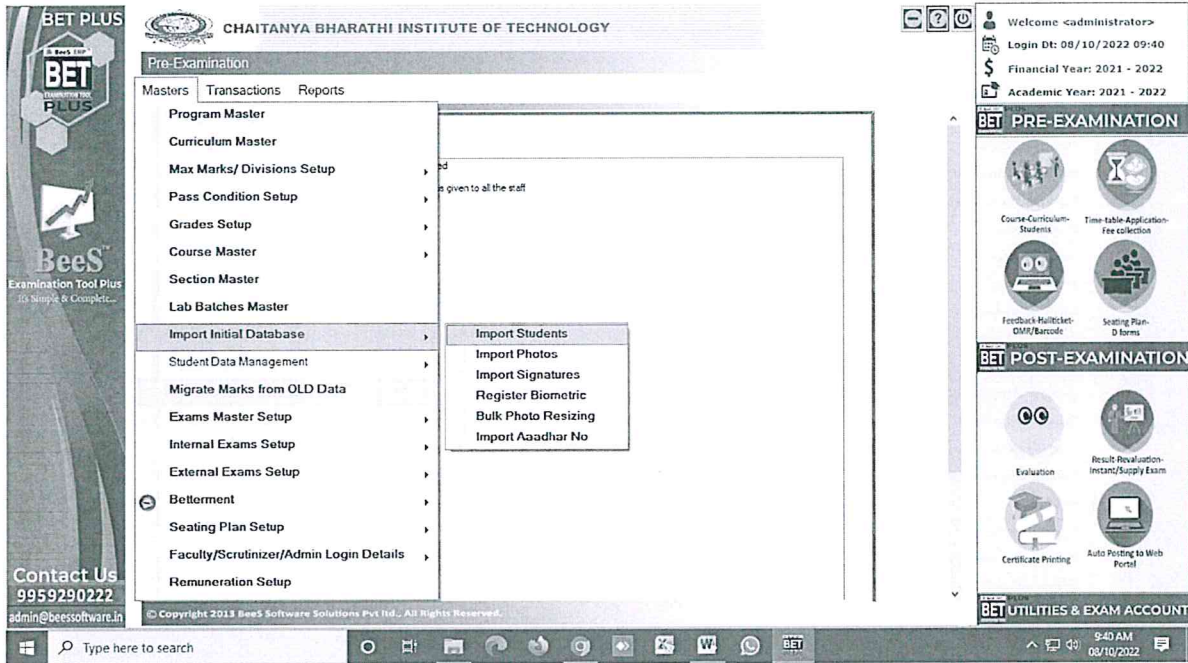 BET PLUS
BeeS ERP
BET
EXAMINATION TOOL
PLUS
BeeS™
Examination Tool Plus
It's Simple & Complete...
Contact Us
9959290222
admin@beessoftware.in
CHAITANYA BHARATHI INSTITUTE OF TECHNOLOGY
Pre-Examination
Masters Transactions Reports
Program Master
Curriculum Master
Max Marks/ Divisions Setup
Pass Condition Setup
Grades Setup
Course Master
Section Master
Lab Batches Master
Import Initial Database
Student Data Management
Migrate Marks from OLD Data
Exams Master Setup
Internal Exams Setup
External Exams Setup
Betterment
Seating Plan Setup
Faculty/Scrutinizer/Admin Login Details
Remuneration Setup
ed
is given to all the staff
Import Students
Import Photos
Import Signatures
Register Biometric
Bulk Photo Resizing
Import Aaadhar No
© Copyright 2013 BeeS Software Solutions Pvt ltd., All Rights Reserved.
Welcome <administrator>
Login Dt: 08/10/2022 09:40
Financial Year: 2021 - 2022
Academic Year: 2021 - 2022
BET PRE-EXAMINATION
Course-Curriculum-
Students
Time-table-Application-
Fee collection
Feedback-Hallticket-
OMR/Barcode
Seating Plan-
D forms
BET POST-EXAMINATION
Evaluation
Result-Revaluation-
Instant/Supply Exam
Certificate Printing
Auto Posting to Web
Portal
BET UTILITIES & EXAM ACCOUNT
Type here to search
BET
9:40 AM
08/10/2022